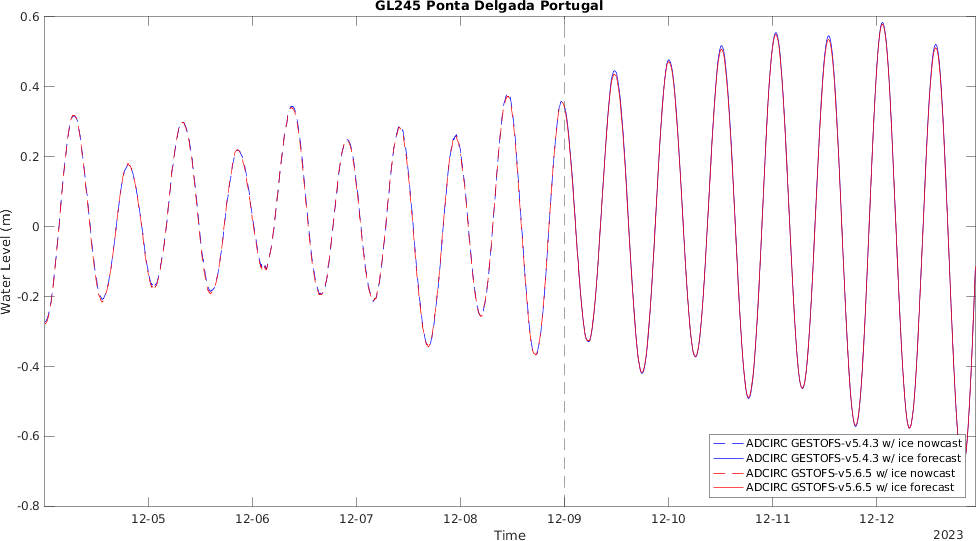 GL245 Ponta Delgada Portugal
0.6
0.4
0.2
0
-0.2
-0.4
-0.6
-0.8
Water Level (m)
ADCIRC GESTOFS-v5.4.3 w/ ice nowcast
ADCIRC GESTOFS-v5.4.3 w/ ice forecast
ADCIRC GSTOFS-v5.6.5 w/ ice nowcast
ADCIRC GSTOFS-v5.6.5 w/ ice forecast
12-05 12-06 12-07 12-08 12-09 12-10 12-11 12-12
Time
2023